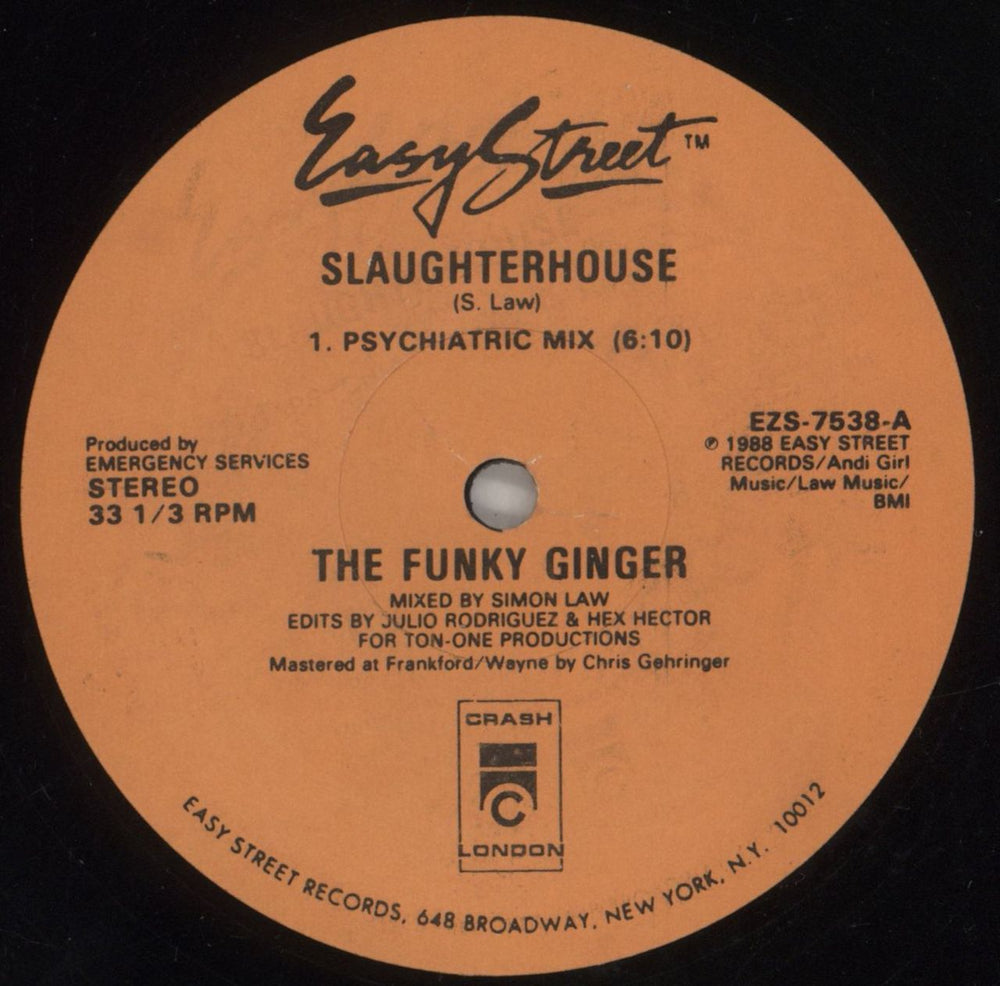 Easy Street™
SLAUGHTERHOUSE
(S. Law)
1. PSYCHIATRIC MIX (6:10)
Produced by
EMERGENCY SERVICES
STEREO
33 1/3 RPM
EZS-7538-A
℗ 1988 EASY STREET
RECORDS/Andi Girl
Music/Law Music/
BMI
THE FUNKY GINGER
MIXED BY SIMON LAW
EDITS BY JULIO RODRIGUEZ & HEX HECTOR
FOR TON-ONE PRODUCTIONS
Mastered at Frankford/Wayne by Chris Gehringer
CRASH
C
LONDON
EASY STREET RECORDS, 648 BROADWAY, NEW YORK, N.Y. 10012